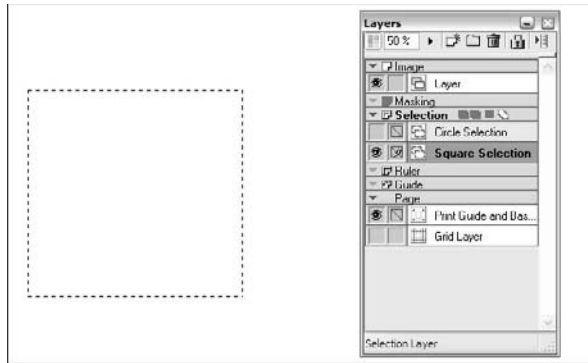 Layers
50 %
Image
Layer
Masking
Selection
Circle Selection
Square Selection
Ruler
Guide
Page
Print Guide and Bas...
Grid Layer
Selection Layer